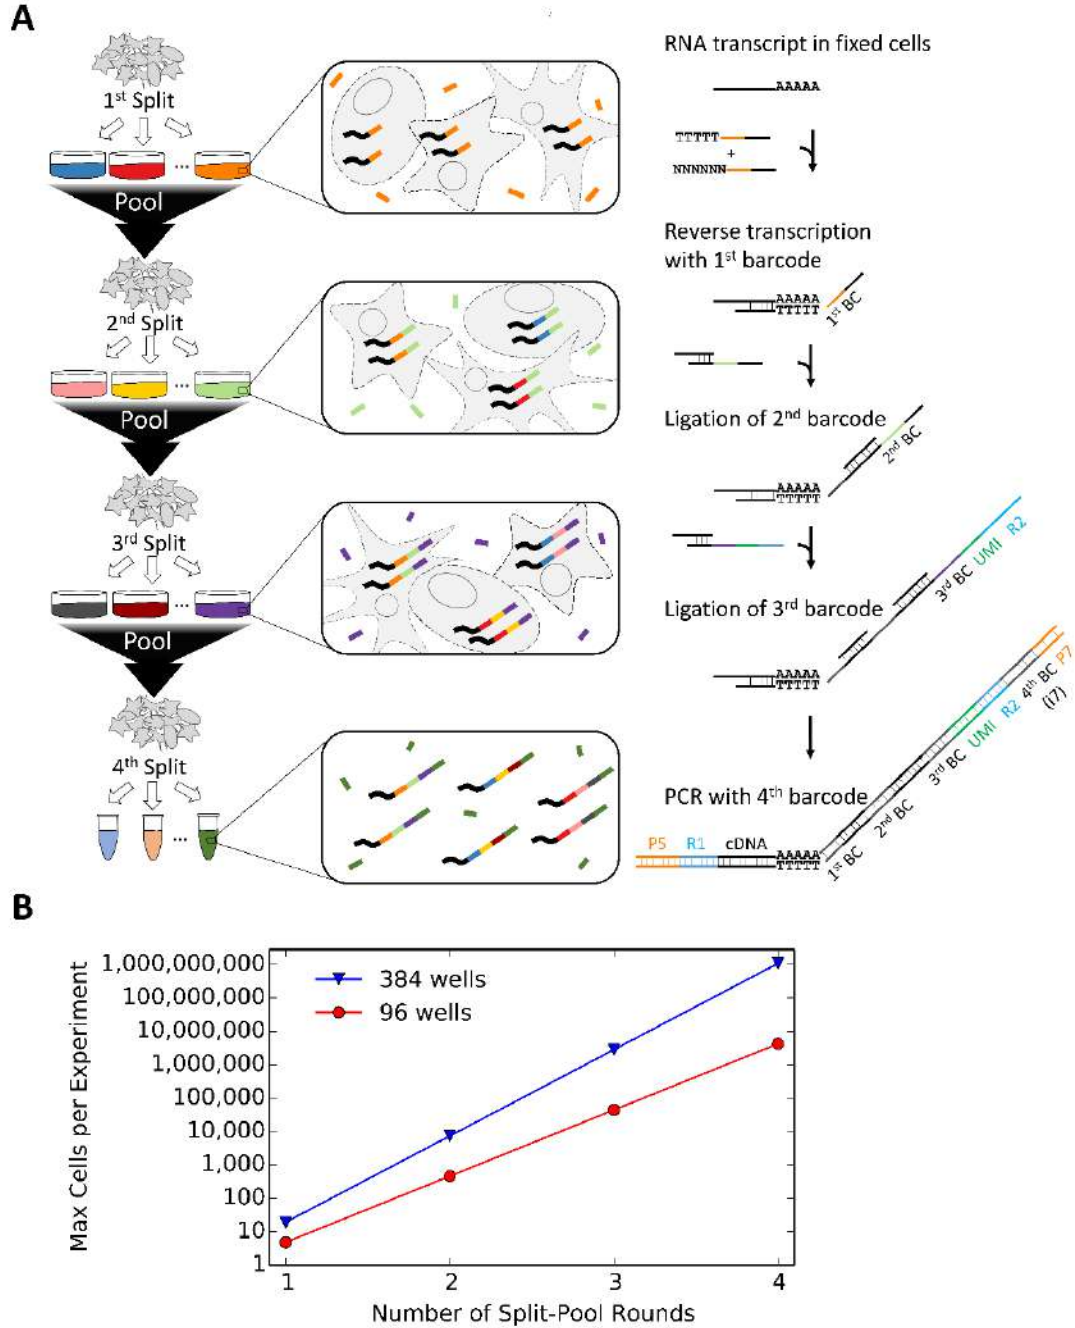 A
1st Split
...
Pool
2nd Split
...
Pool
3rd Split
...
Pool
4th Split
...
RNA transcript in fixed cells
AAAAA
TTTTT
+
NNNNNN
Reverse transcription
with 1st barcode
AAAAA
TTTTT
1st BC
Ligation of 2nd barcode
2nd BC
AAAAA
TTTTT
3rd BC UMI R2
Ligation of 3rd barcode
AAAAA
TTTTT
PCR with 4th barcode
P5 R1 cDNA AAAAA
TTTTT
1st BC 2nd BC 3rd BC UMI R2 4th BC P7
(i7)
B
Max Cells per Experiment
1,000,000,000
100,000,000
10,000,000
1,000,000
100,000
10,000
1,000
100
10
1
384 wells
96 wells
1 2 3 4
Number of Split-Pool Rounds